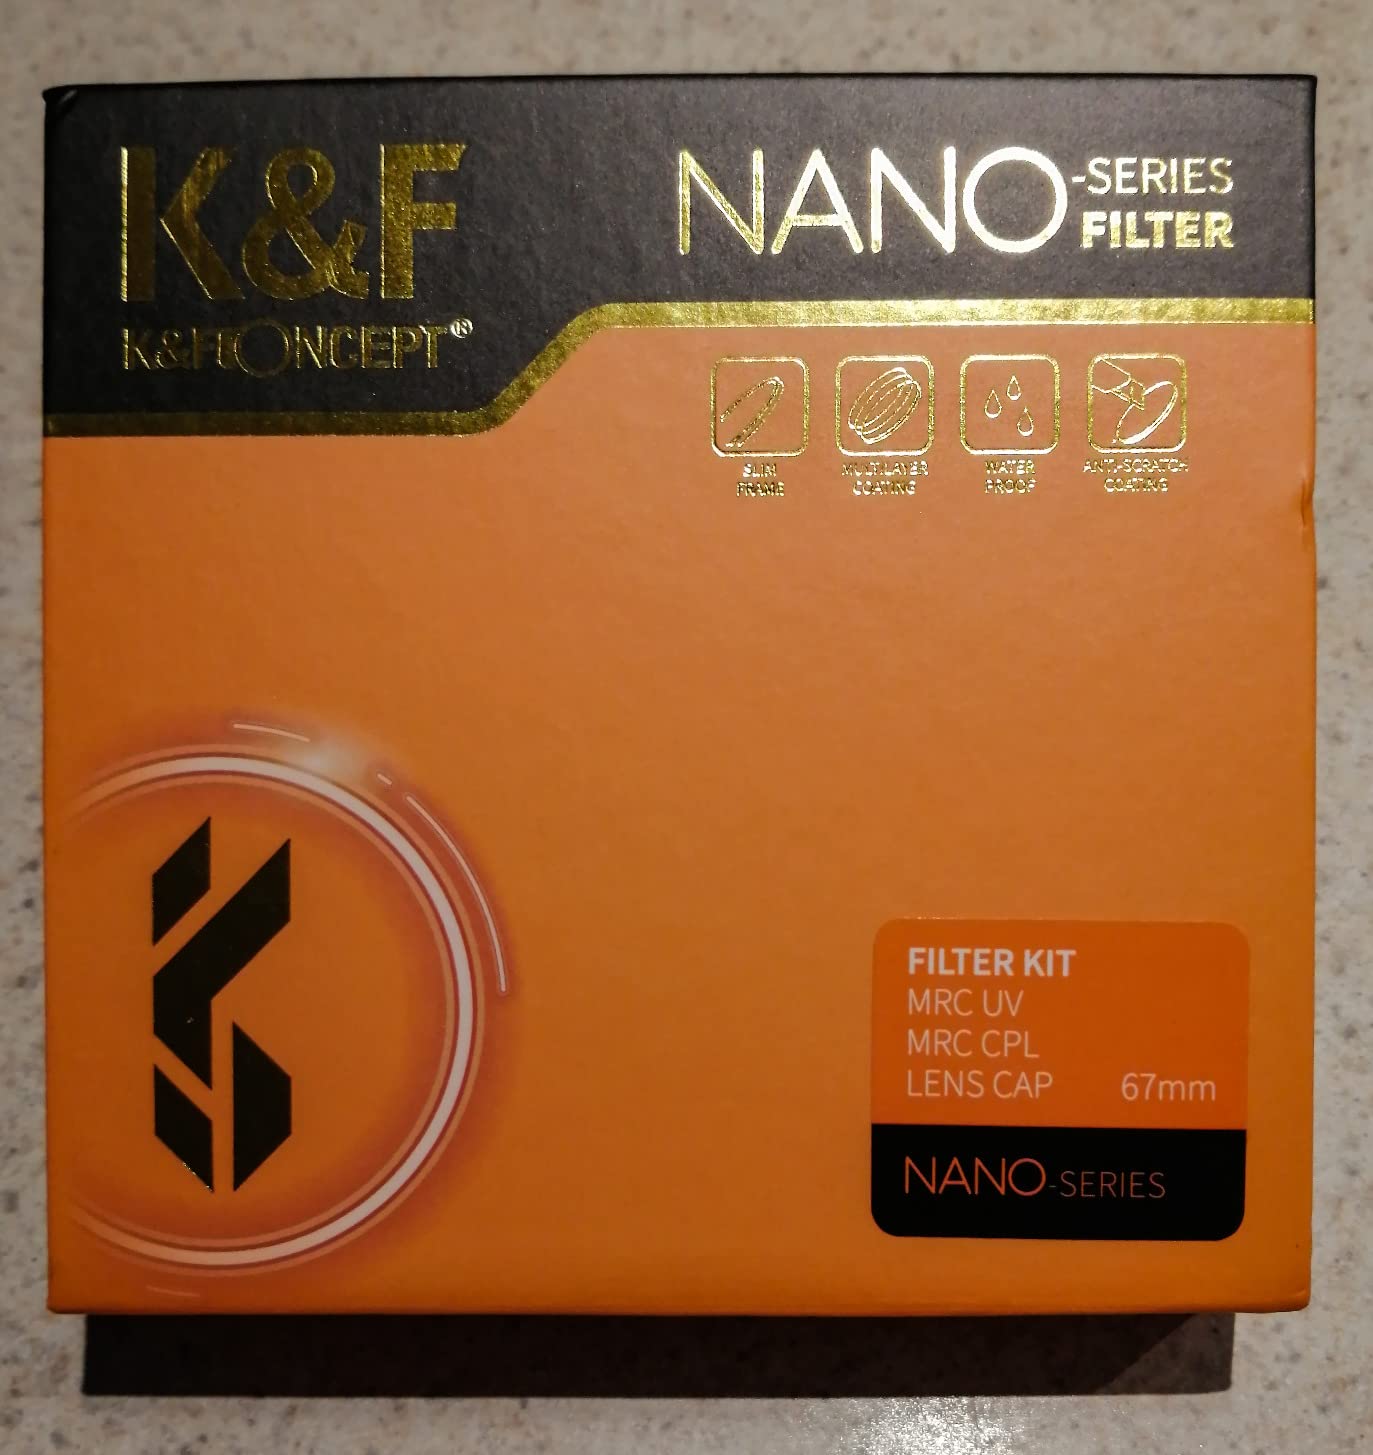 K&F
K&F CONCEPT®
NANO-SERIES
FILTER
SLIM
FRAME
MULTILAYER
COATING
WATER
PROOF
ANTI-SCRATCH
COATING
FILTER KIT
MRC UV
MRC CPL
LENS CAP 67mm
NANO-SERIES